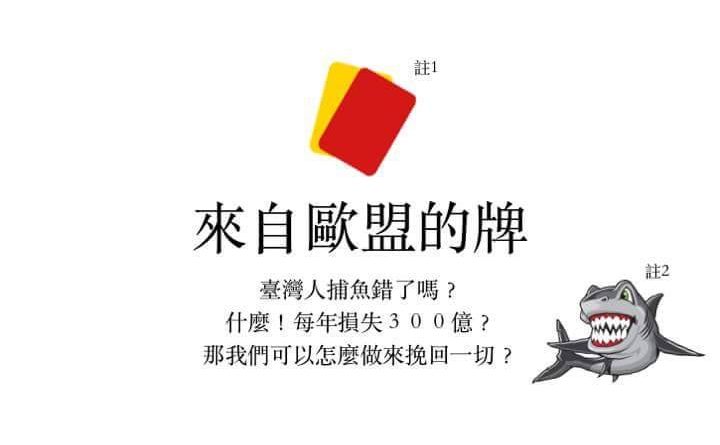 註1
來自歐盟的牌
註2
臺灣人捕魚錯了嗎?
什麼!每年損失300億?
那我們可以怎麼做來挽回一切?